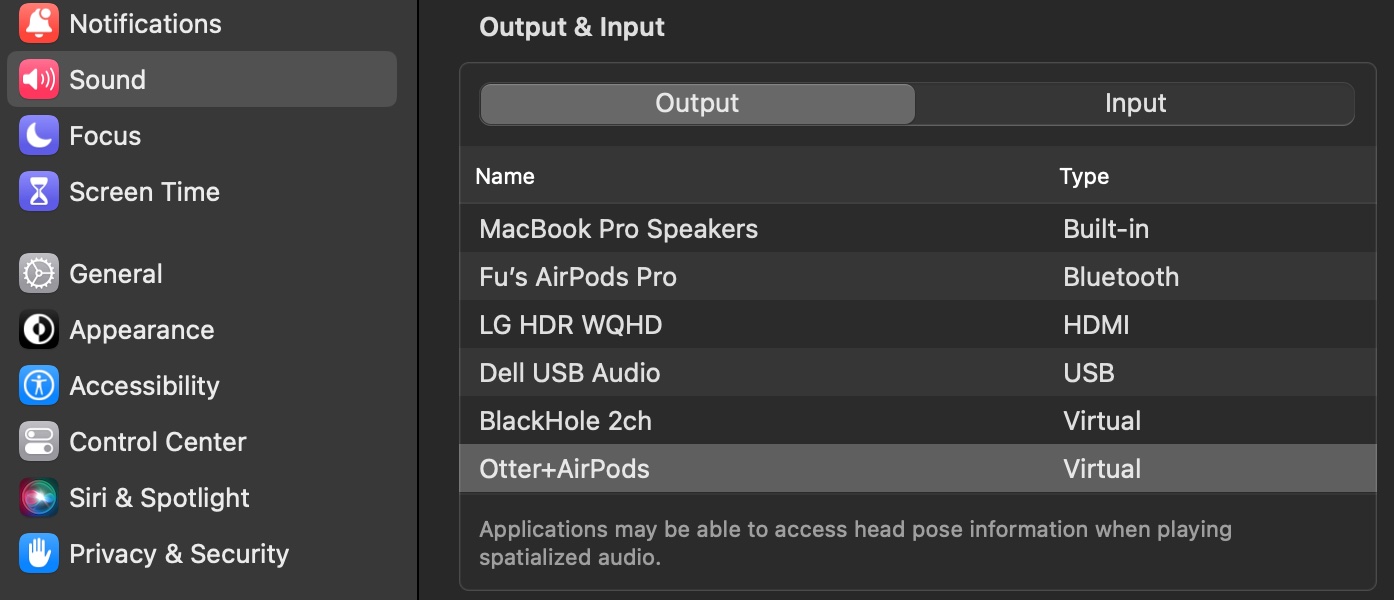 Notifications
Sound
Focus
Screen Time
General
Appearance
Accessibility
Control Center
Siri & Spotlight
Privacy & Security
Output & Input
Output Input
Name Type
MacBook Pro Speakers Built-in
Fu’s AirPods Pro Bluetooth
LG HDR WQHD HDMI
Dell USB Audio USB
BlackHole 2ch Virtual
Otter+AirPods Virtual
Applications may be able to access head pose information when playing
spatialized audio.